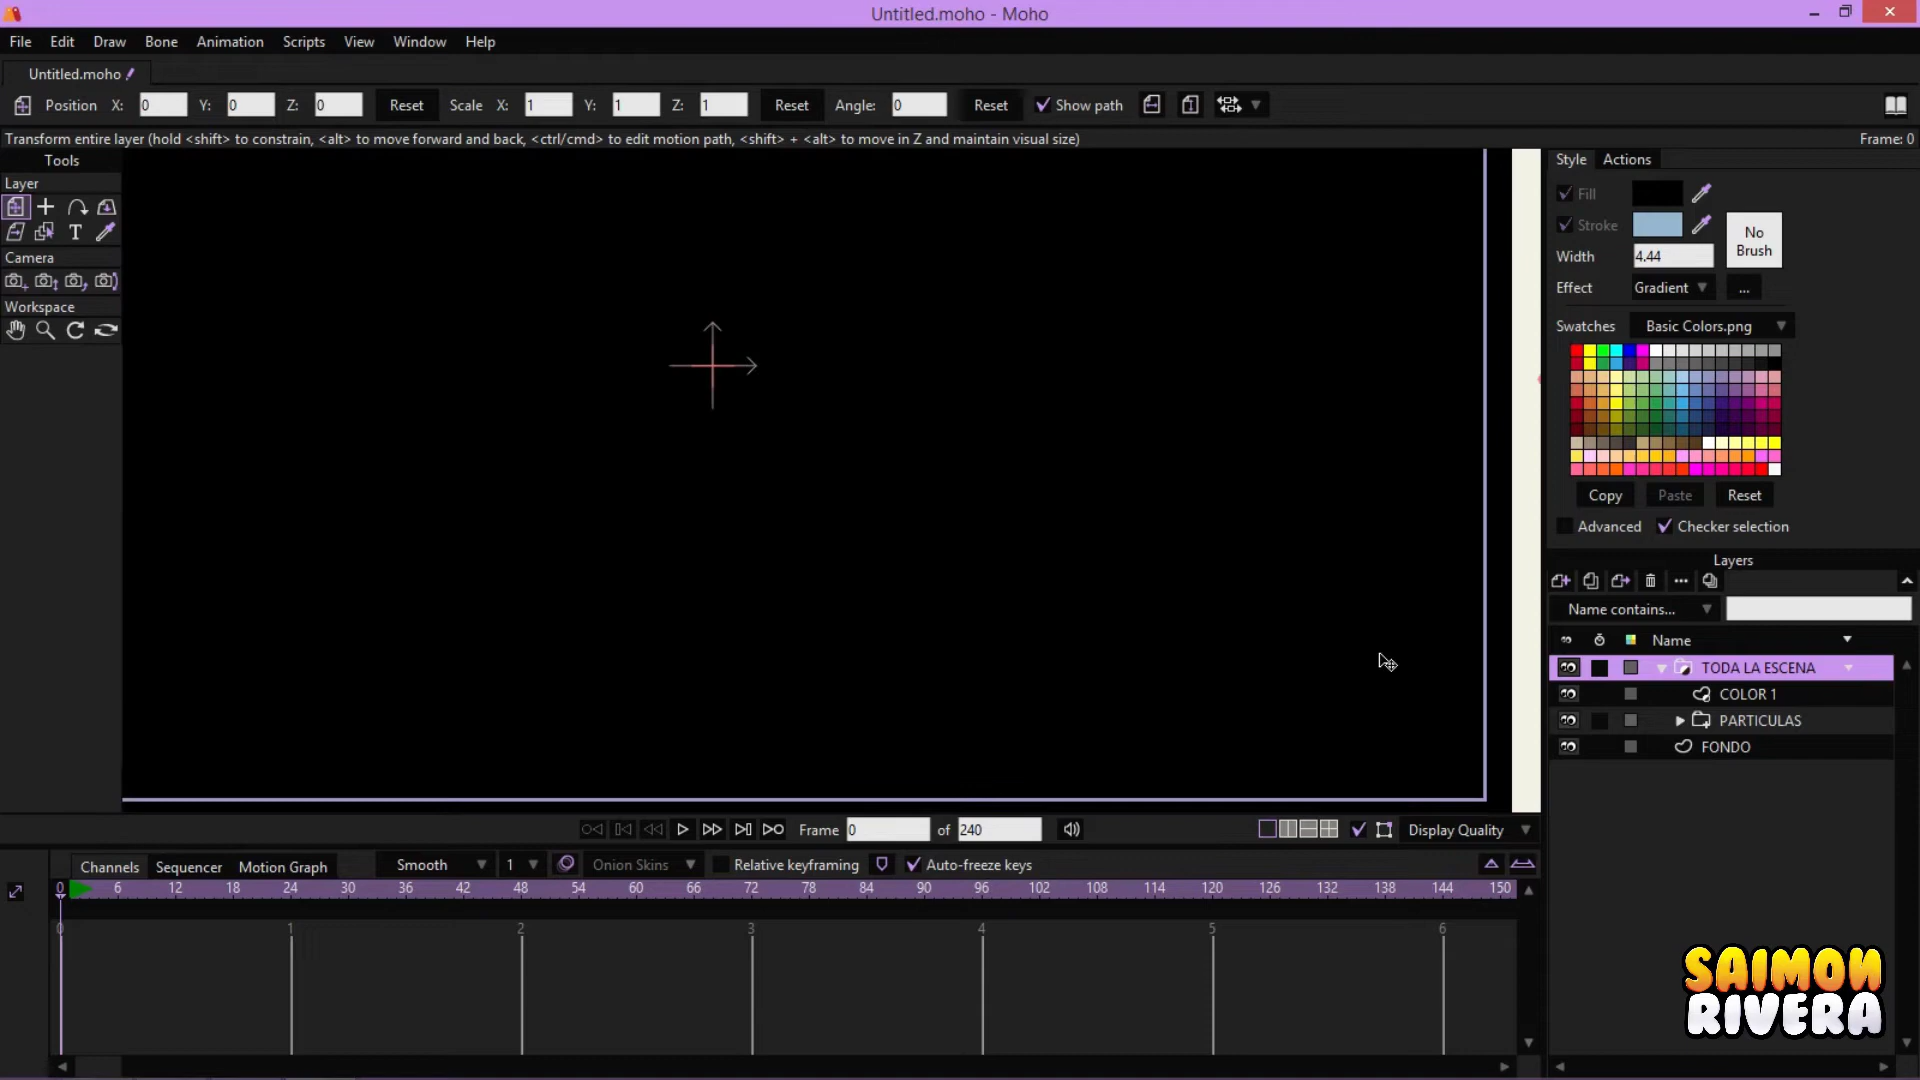 Untitled.moho - Moho
File Edit Draw Bone Animation Scripts View Window Help
Untitled.moho
Position X: 0 Y: 0 Z: 0 Reset Scale X: 1 Y: 1 Z: 1 Reset Angle: 0 Reset Show path
Transform entire layer (hold <shift> to constrain, <alt> to move forward and back, <ctrl/cmd> to edit motion path, <shift> + <alt> to move in Z and maintain visual size) Frame: 0
Tools
Layer
T
Camera
Workspace
Style Actions
Fill
Stroke
No
Brush
Width 4.44
Effect Gradient ...
Swatches Basic Colors.png
Copy Paste Reset
Advanced Checker selection
Layers
Name contains...
Name
TODA LA ESCENA
COLOR 1
PARTICULAS
FONDO
Frame 0 of 240 Display Quality
Channels Sequencer Motion Graph Smooth 1 Onion Skins Relative keyframing Auto-freeze keys
0 6 12 18 24 30 36 42 48 54 60 66 72 78 84 90 96 102 108 114 120 126 132 138 144 150
0 1 2 3 4 5 6
SAIMON
RIVERA